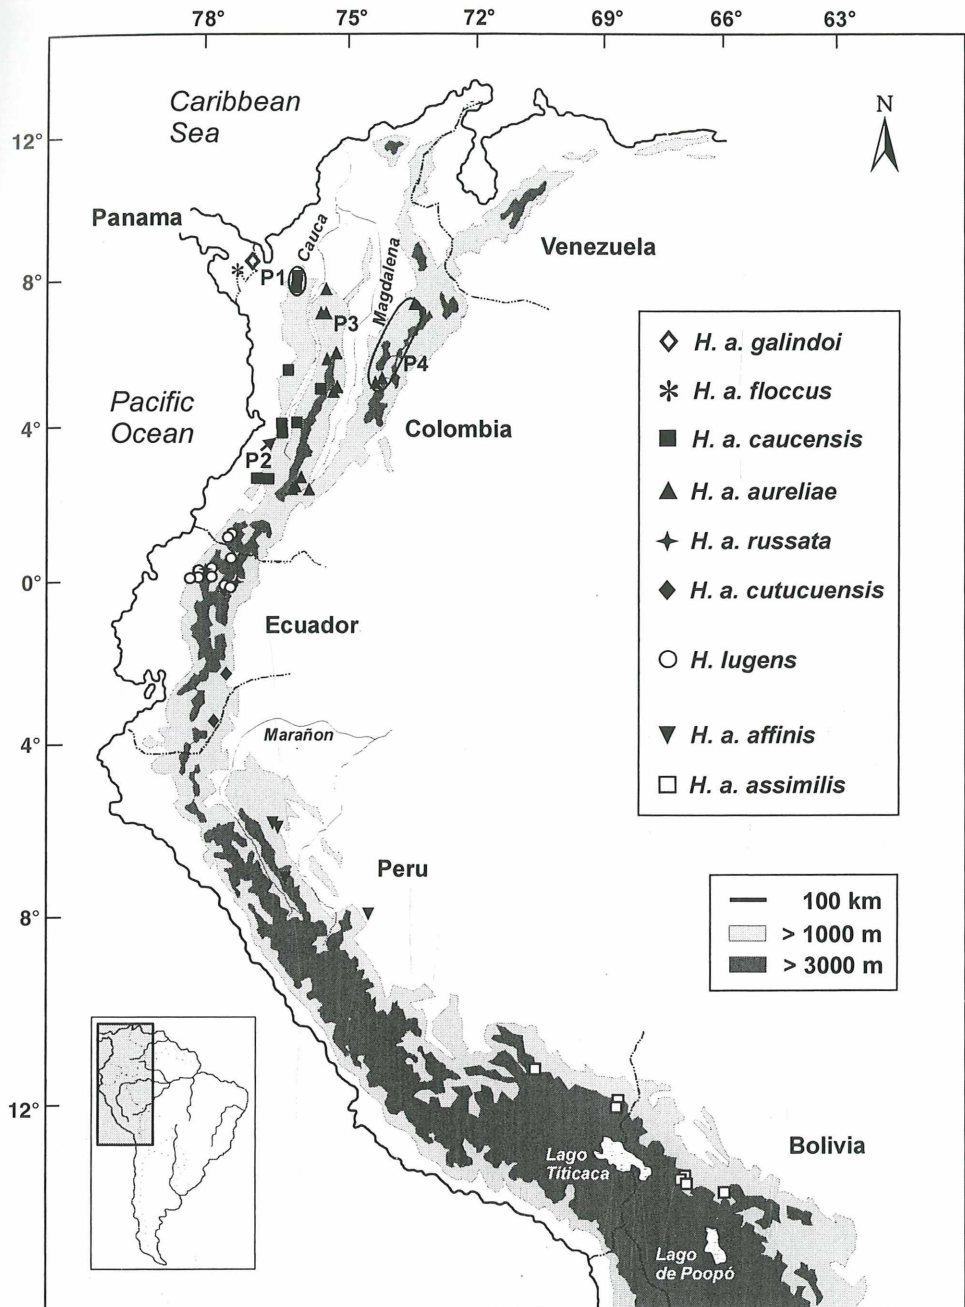 78° 75° 72° 69° 66° 63°
Caribbean
Sea
N
12°
Panama
Cauca
Venezuela
Magdalena
P1
8°
P3
H. a. galindoi
P4
H. a. floccus
Pacific
Ocean
4°
Colombia
H. a. caucensis
P2
H. a. aureliae
H. a. russata
0°
H. a. cutucuensis
Ecuador
H. lugens
Marañon
4°
H. a. affinis
H. a. assimilis
Peru
8°
100 km
> 1000 m
> 3000 m
12°
Bolivia
Lago
Titicaca
Lago
de Poopó